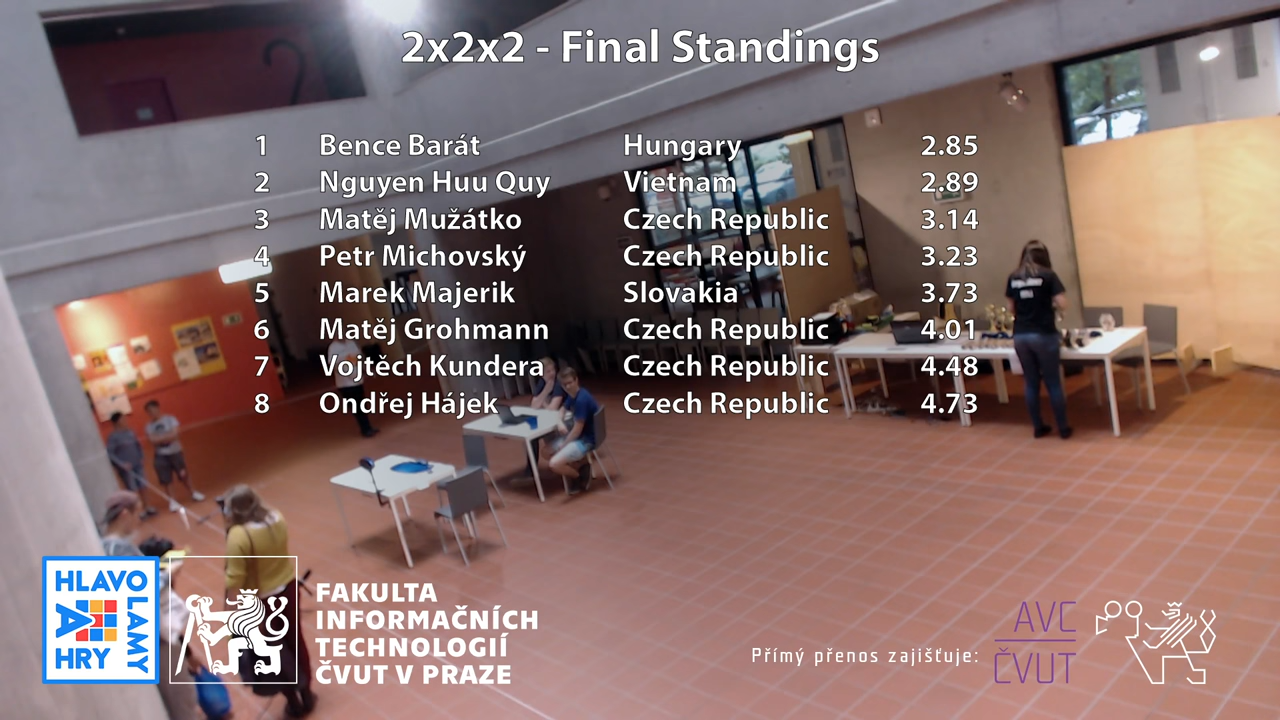 2x2x2 - Final Standings
1 Bence Barát Hungary 2.85
2 Nguyen Huu Quy Vietnam 2.89
3 Matěj Mužátko Czech Republic 3.14
4 Petr Michovský Czech Republic 3.23
5 Marek Majerik Slovakia 3.73
6 Matěj Grohmann Czech Republic 4.01
7 Vojtěch Kundera Czech Republic 4.48
8 Ondřej Hájek Czech Republic 4.73
HLAVO
LAMY
A
HRY
FAKULTA
INFORMAČNÍCH
TECHNOLOGIÍ
ČVUT V PRAZE
Přímý přenos zajišťuje:
AVC
ČVUT